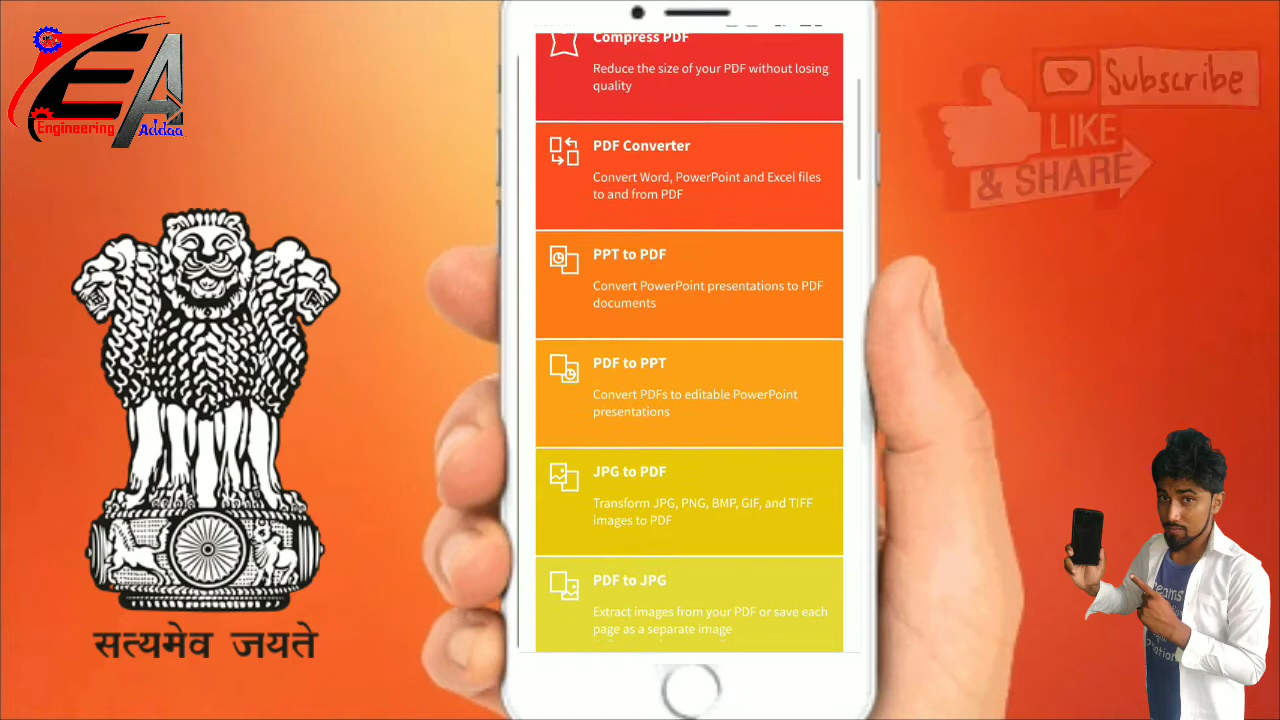 Engineering
Addaa
सत्यमेव जयते
Compress PDF
Reduce the size of your PDF without losing
quality
PDF Converter
Convert Word, PowerPoint and Excel files
to and from PDF
PPT to PDF
Convert PowerPoint presentations to PDF
documents
PDF to PPT
Convert PDFs to editable PowerPoint
presentations
JPG to PDF
Transform JPG, PNG, BMP, GIF, and TIFF
images to PDF
PDF to JPG
Extract images from your PDF or save each
page as a separate image
Subscribe
LIKE
& SHARE